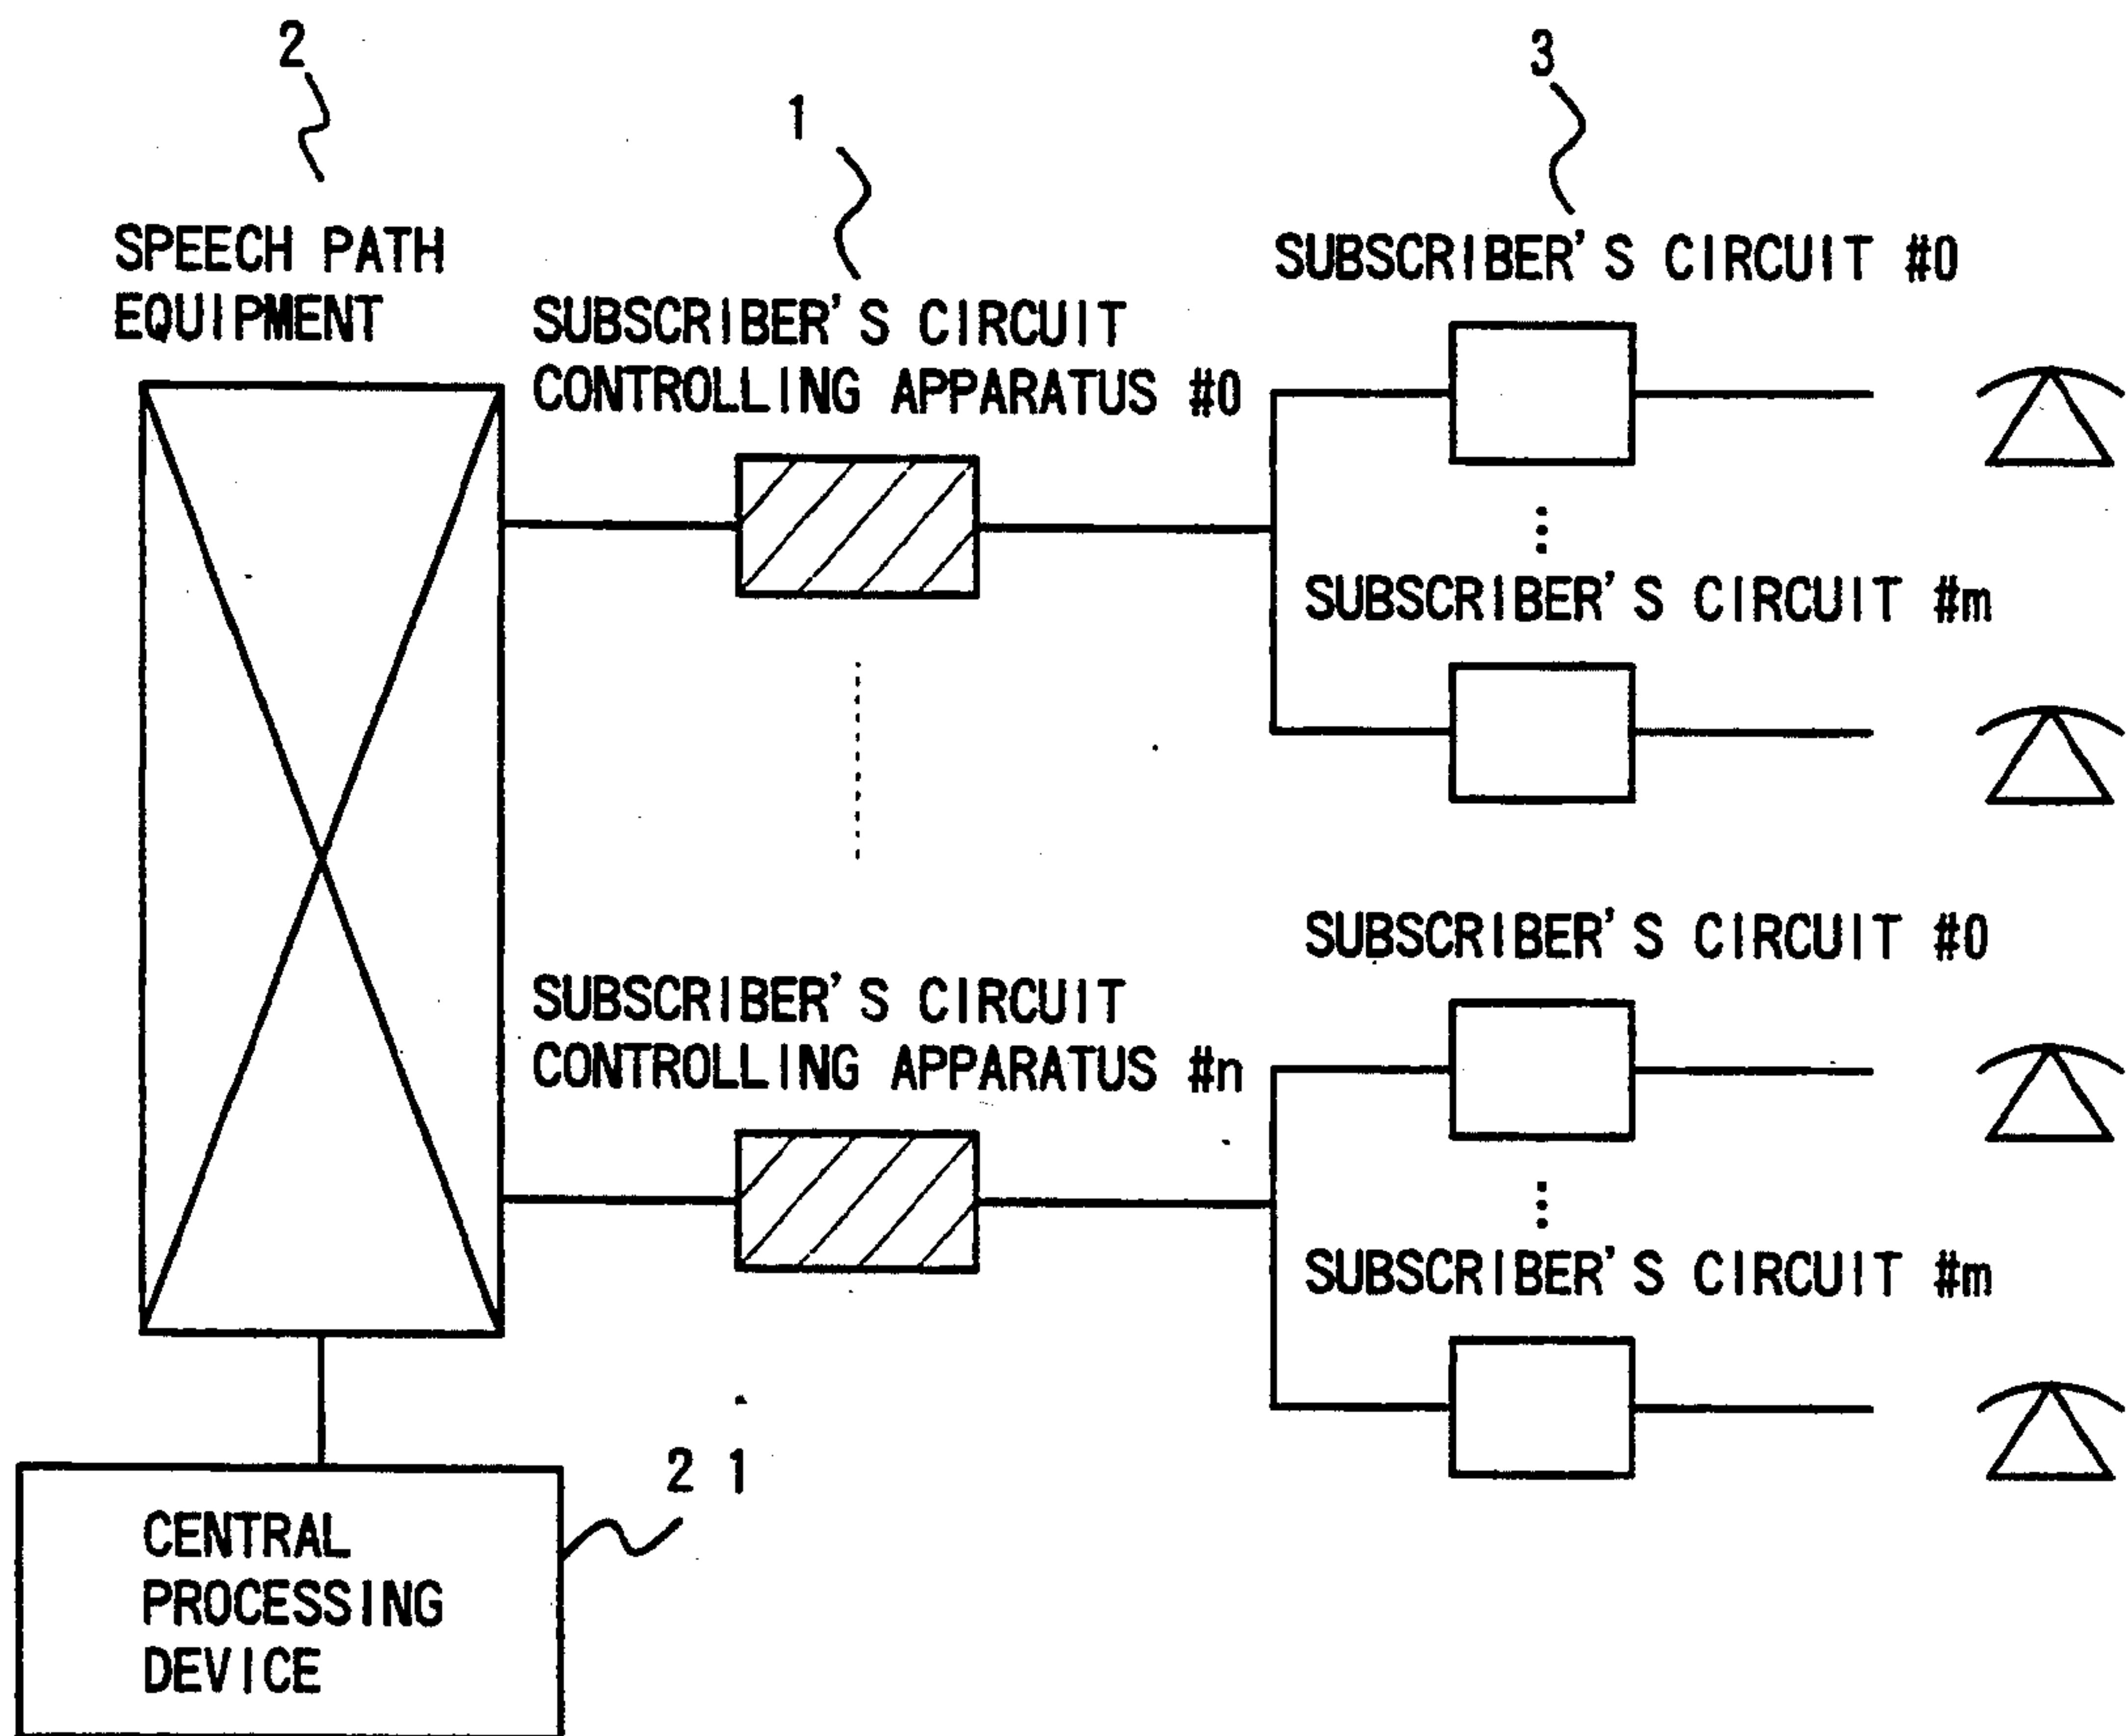 2
1
3
SPEECH PATH
EQUIPMENT
SUBSCRIBER'S CIRCUIT
CONTROLLING APPARATUS #0
SUBSCRIBER'S CIRCUIT #0
SUBSCRIBER'S CIRCUIT #m
SUBSCRIBER'S CIRCUIT
CONTROLLING APPARATUS #n
SUBSCRIBER'S CIRCUIT #0
SUBSCRIBER'S CIRCUIT #m
2 1
CENTRAL
PROCESSING
DEVICE